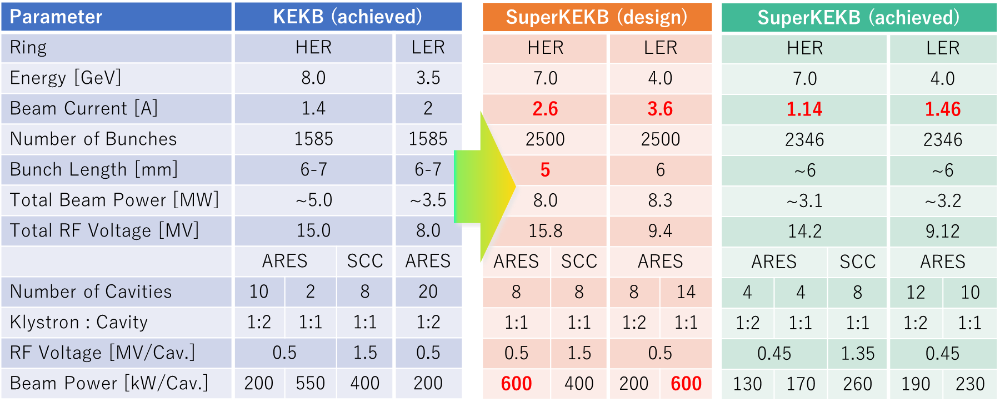 Parameter KEKB (achieved) SuperKEKB (design) SuperKEKB (achieved)
Ring HER LER HER LER HER LER
Energy [GeV] 8.0 3.5 7.0 4.0 7.0 4.0
Beam Current [A] 1.4 2 2.6 3.6 1.14 1.46
Number of Bunches 1585 1585 2500 2500 2346 2346
Bunch Length [mm] 6-7 6-7 5 6 ~6 ~6
Total Beam Power [MW] ~5.0 ~3.5 8.0 8.3 ~3.1 ~3.2
Total RF Voltage [MV] 15.0 8.0 15.8 9.4 14.2 9.12
ARES SCC ARES ARES SCC ARES ARES SCC ARES
Number of Cavities 10 2 8 20 8 8 8 14 4 4 8 12 10
Klystron : Cavity 1:2 1:1 1:1 1:2 1:1 1:1 1:2 1:1 1:2 1:1 1:1 1:2 1:1
RF Voltage [MV/Cav.] 0.5 1.5 0.5 0.5 1.5 0.5 0.45 1.35 0.45
Beam Power [kW/Cav.] 200 550 400 200 600 400 200 600 130 170 260 190 230